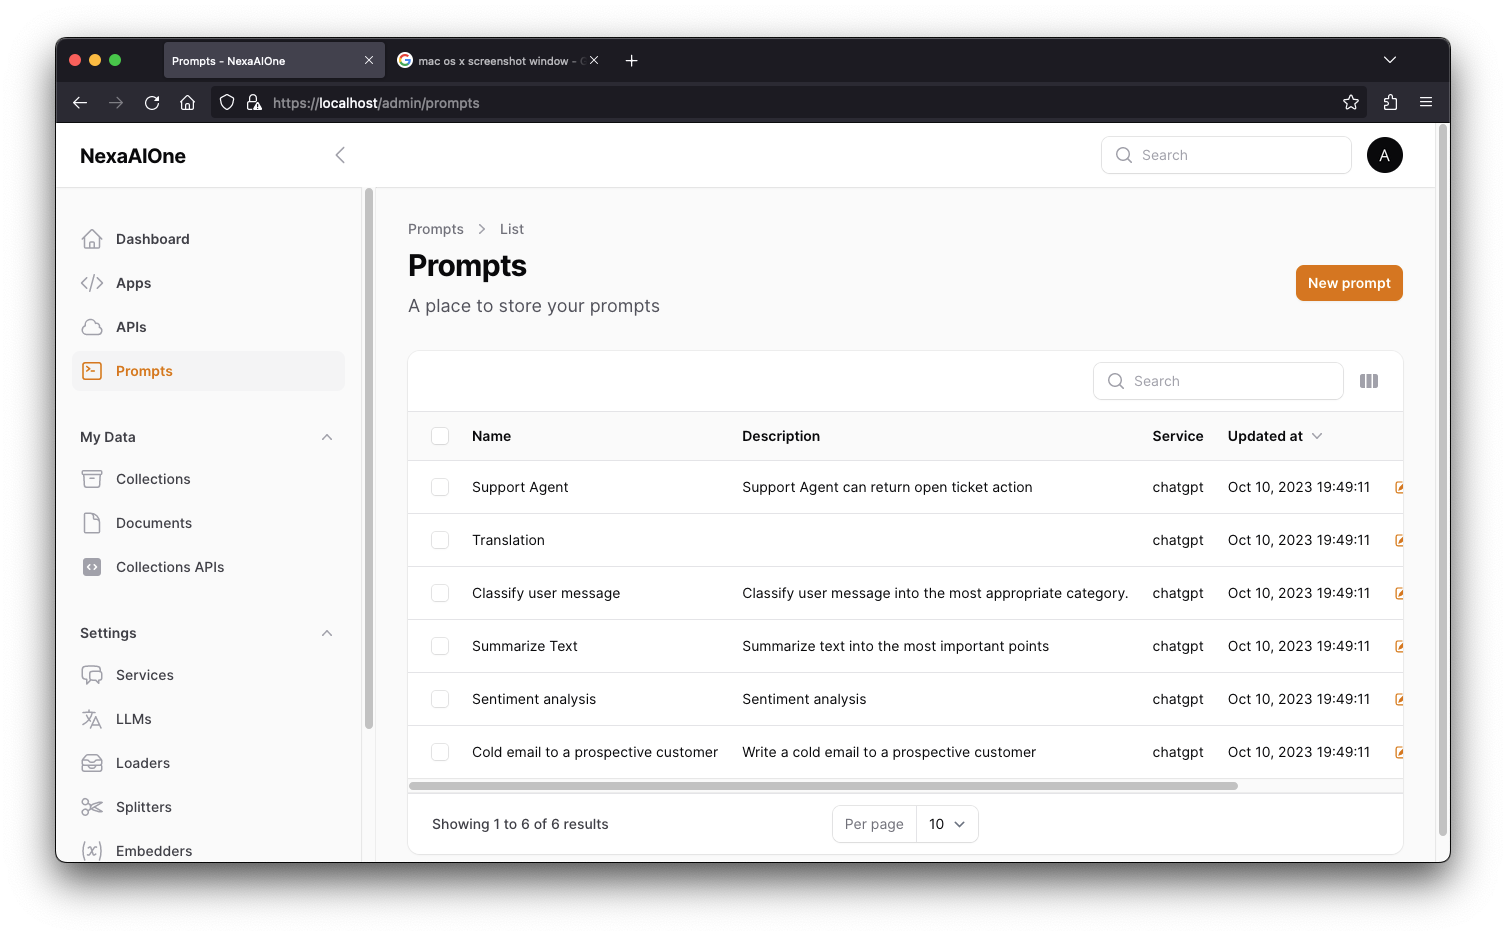 Prompts - NexaAIOne
mac os x screenshot window -
https://localhost/admin/prompts
NexaAIOne
Search
A
Dashboard
Apps
APIs
Prompts
My Data
Collections
Documents
Collections APIs
Settings
Services
LLMs
Loaders
Splitters
Embedders
Prompts > List
Prompts
A place to store your prompts
New prompt
Search
Name Description Service Updated at
Support Agent Support Agent can return open ticket action chatgpt Oct 10, 2023 19:49:11
Translation chatgpt Oct 10, 2023 19:49:11
Classify user message Classify user message into the most appropriate category. chatgpt Oct 10, 2023 19:49:11
Summarize Text Summarize text into the most important points chatgpt Oct 10, 2023 19:49:11
Sentiment analysis Sentiment analysis chatgpt Oct 10, 2023 19:49:11
Cold email to a prospective customer Write a cold email to a prospective customer chatgpt Oct 10, 2023 19:49:11
Showing 1 to 6 of 6 results
Per page 10